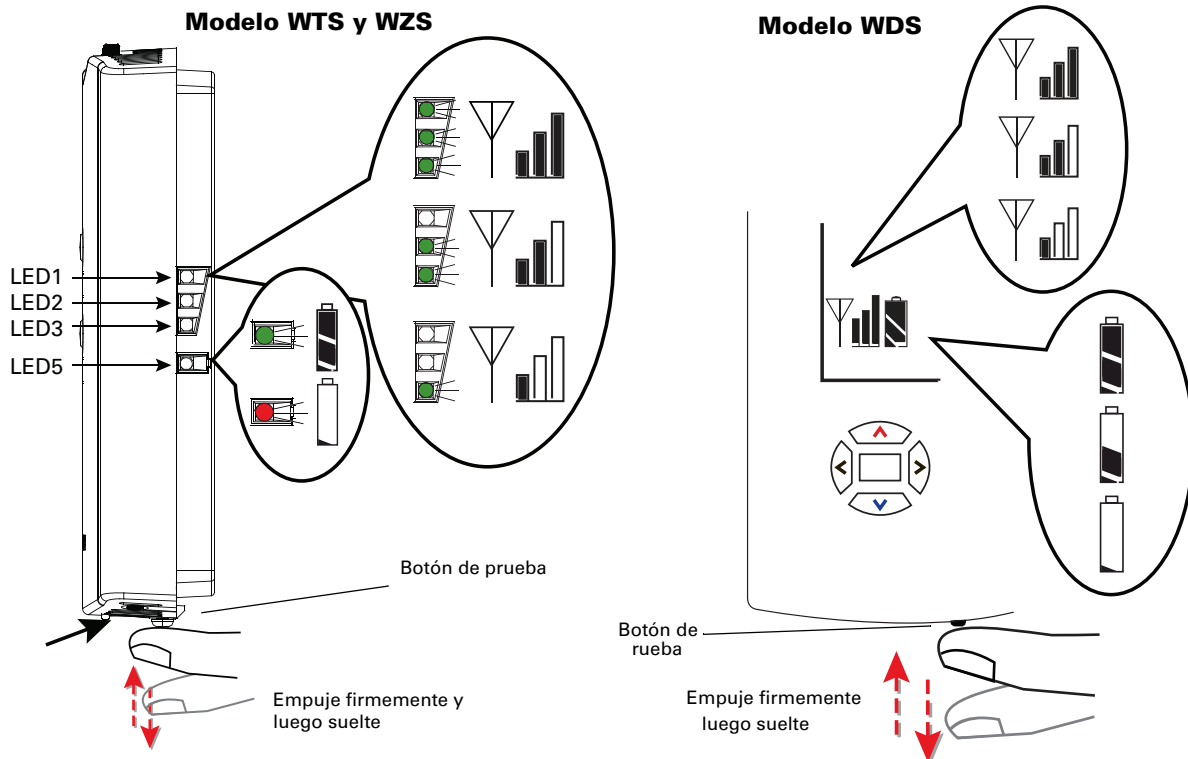 Modelo WTS y WZS
LED1
LED2
LED3
LED5
Botón de prueba
Empuje firmemente y
luego suelte
Modelo WDS
Botón de
rueba
Empuje firmemente
luego suelte